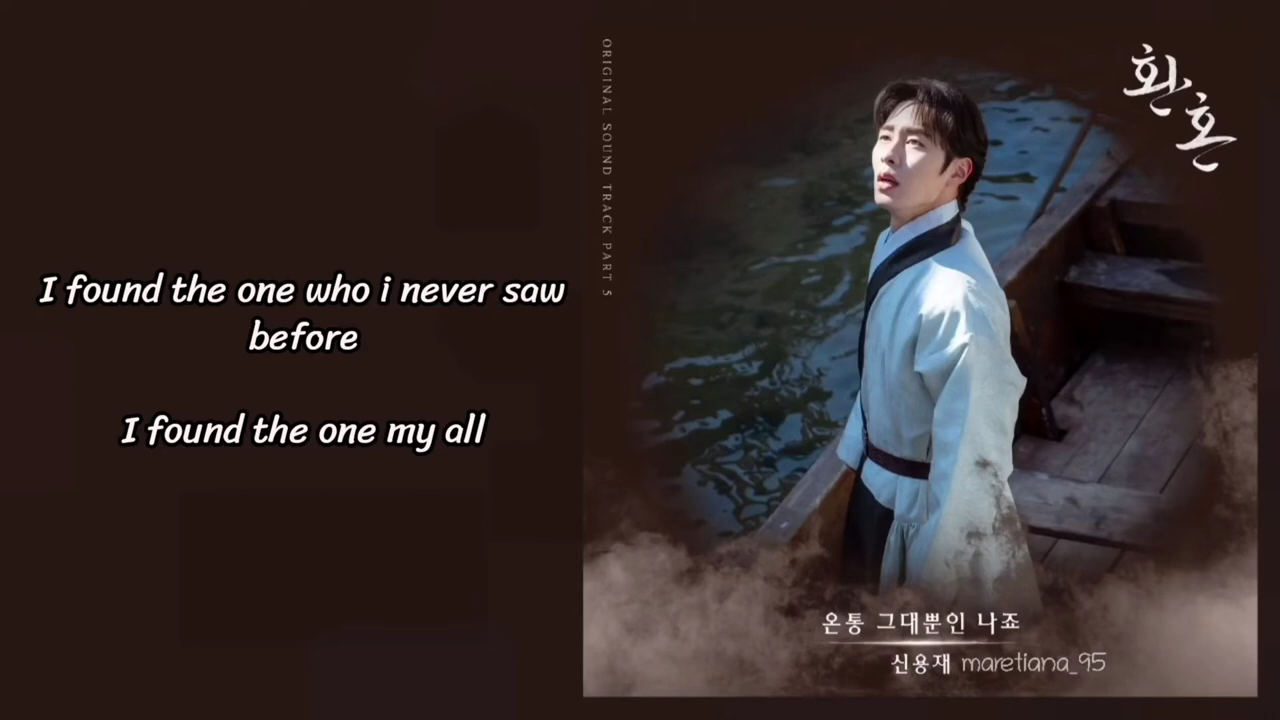 I found the one who i never saw
before
I found the one my all
ORIGINAL SOUND TRACK PART 5
환혼
온통 그대뿐인 나죠
신용재 maretiana_95